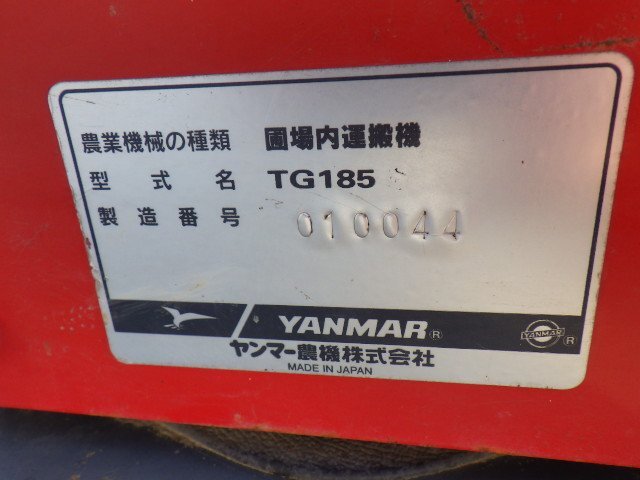 農業機械の種類 圃場内運搬機
型式名 TG185
製造番号 010044
YANMAR® YANMAR ®
ヤンマー農機株式会社
MADE IN JAPAN